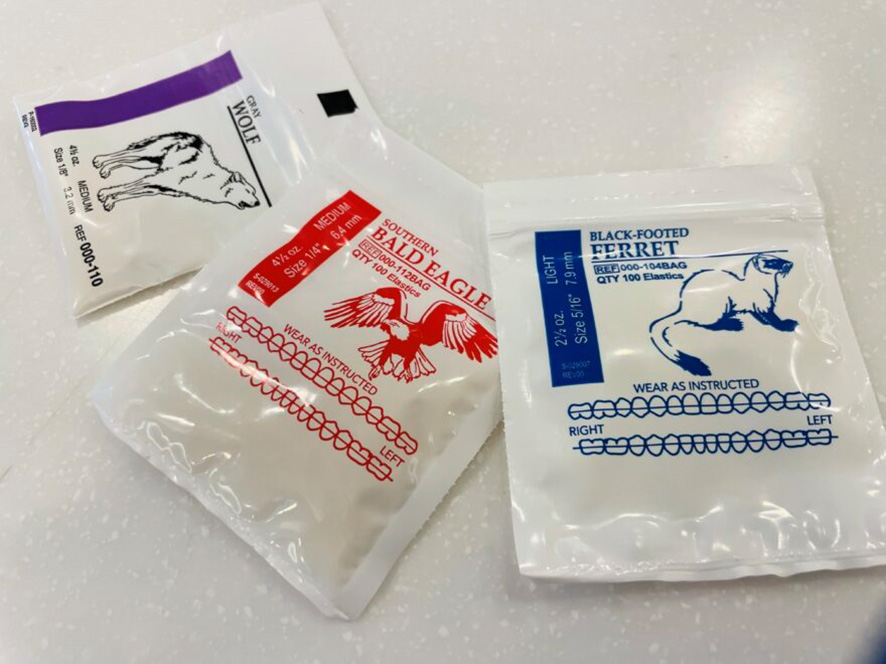 GRAY
WOLF
4½ oz. MEDIUM
Size 1/8" 3.2 mm
REF 000-110
SOUTHERN
BALD EAGLE
REF 000-112BAG
QTY 100 Elastics
4½ oz. MEDIUM
Size 1/4" 6.4 mm
S-029013
WEAR AS INSTRUCTED
RIGHT
LEFT
BLACK-FOOTED
FERRET
REF 000-104BAG
QTY 100 Elastics
2½ oz. LIGHT
Size 5/16" 7.9 mm
S-029007
WEAR AS INSTRUCTED
RIGHT
LEFT